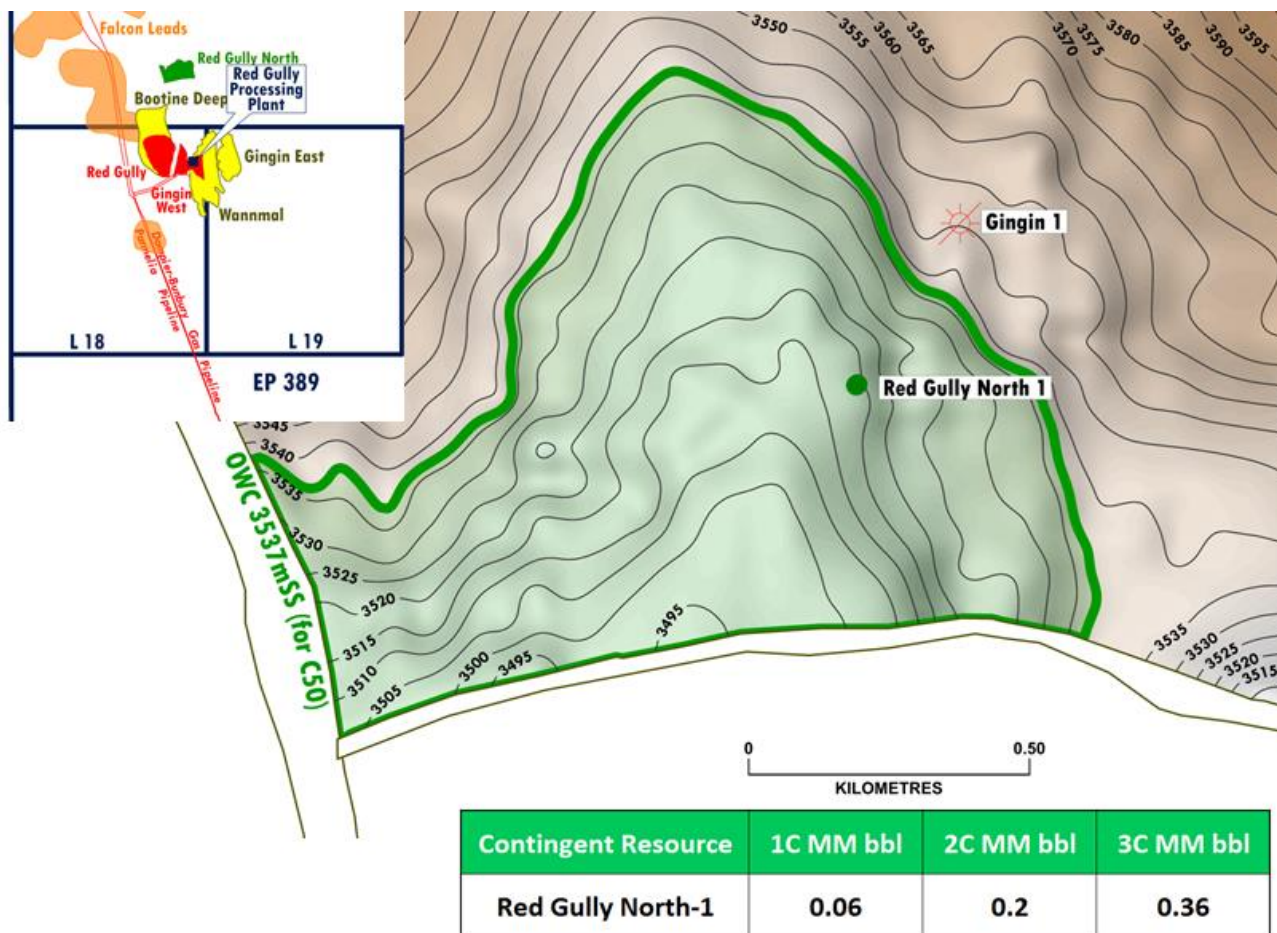 Falcon Leads
Red Gully North
Red Gully
Processing
Plant
Bootine Deep
Gingin East
Red Gully
Gingin
West
Wannmal
Dampier-Bunbury Gas Pipeline
Parmelia Pipeline
L 18
L 19
EP 389
3550
3555
3560
3565
3570
3575
3580
3585
3590
3595
Gingin 1
Red Gully North 1
3545
3540
3535
3530
3525
3520
3515
3510
3505
3500
3495
3495
OWC 3537mSS (for C50)
3535
3530
3525
3520
3515
0 0.50
KILOMETRES
Contingent Resource 1C MM bbl 2C MM bbl 3C MM bbl
Red Gully North-1 0.06 0.2 0.36